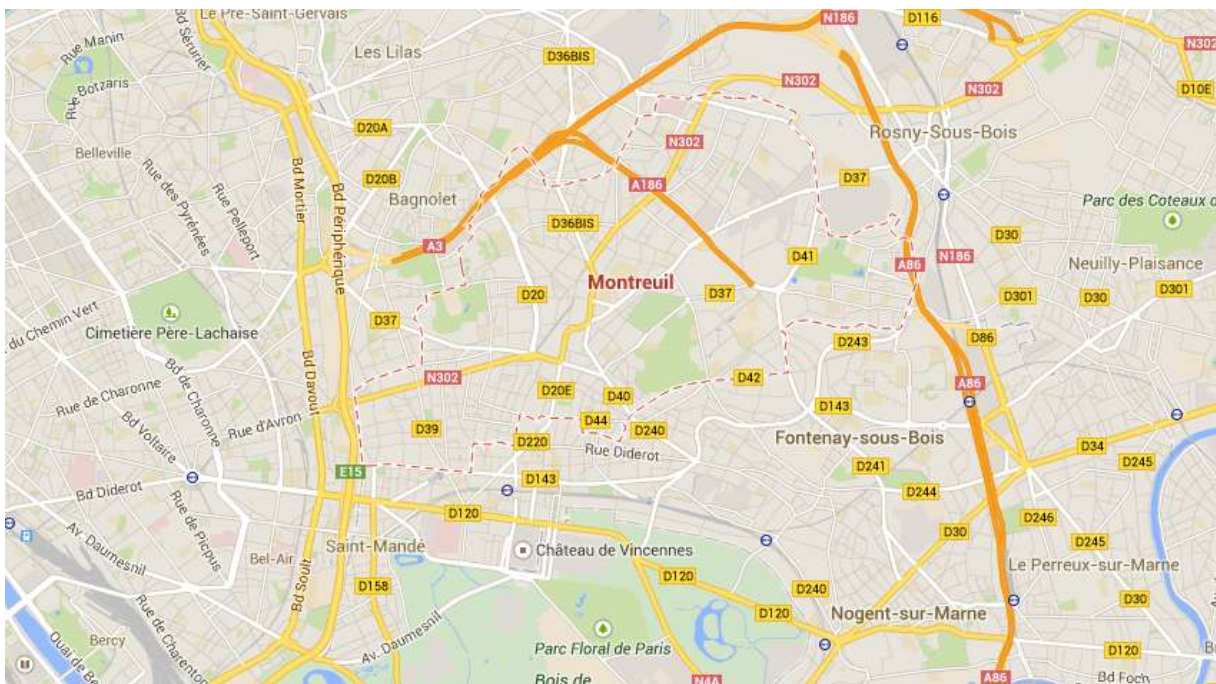 Le Pré-Saint-Gervais
N186
D116
Bd Sérurier
Rue Manin
Les Lilas
D36BIS
N302
N302
N302
D10E
Rue Botzaris
D20A
N302
Rosny-Sous-Bois
Belleville
Rue des Pyrénées
Rue Pelleport
Bd Mortier
Bd Périphérique
D20B
Bagnolet
A186
D37
Parc des Coteaux d
D36BIS
A3
D30
D41
N186
A86
Neuilly-Plaisance
Montreuil
D20
D37
D301
D30
D301
Cimetière Père-Lachaise
du Chemin Vert
D37
D243
D86
Bd Davout
Bd de Charonne
Rue de Charonne
N302
D20E
D40
D42
A86
Bd Voltaire
Rue d'Avron
D39
D44
D240
D143
D220
Rue Diderot
Fontenay-sous-Bois
D34
E15
D143
D241
D245
Bd Diderot
D244
D120
D246
Av. Daumesnil
Rue de Picpus
D30
D245
Bel-Air
Saint-Mandé
Château de Vincennes
Le Perreux-sur-Marne
D120
D158
D240
Bd Soult
D120
Nogent-sur-Marne
D30
Bercy
Rue de Charenton
Quai de Be
Av. Daumesnil
Parc Floral de Paris
D120
Bois de
N4A
A86
Bd Foch